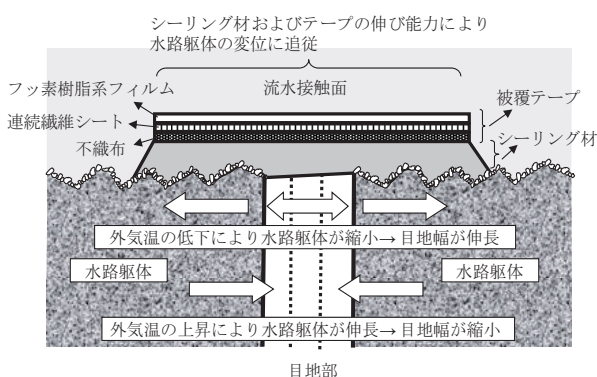 シーリング材およびテープの伸び能力により
水路躯体の変位に追従
フッ素樹脂系フィルム
流水接触面
被覆テープ
連続繊維シート
シーリング材
不織布
外気温の低下により水路躯体が縮小→目地幅が伸長
水路躯体
水路躯体
外気温の上昇により水路躯体が伸長→目地幅が縮小
目地部